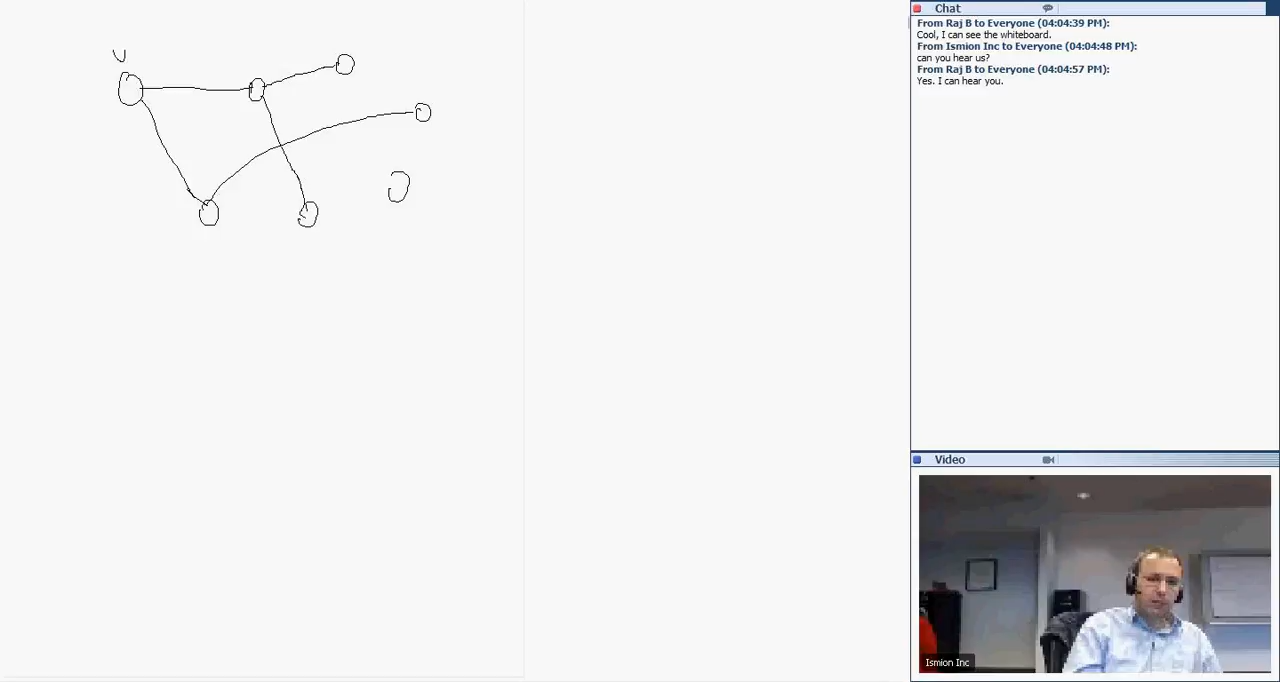 U
Chat
From Raj B to Everyone (04:04:39 PM):
Cool, I can see the whiteboard.
From Ismion Inc to Everyone (04:04:48 PM):
can you hear us?
From Raj B to Everyone (04:04:57 PM):
Yes. I can hear you.
Video
Ismion Inc